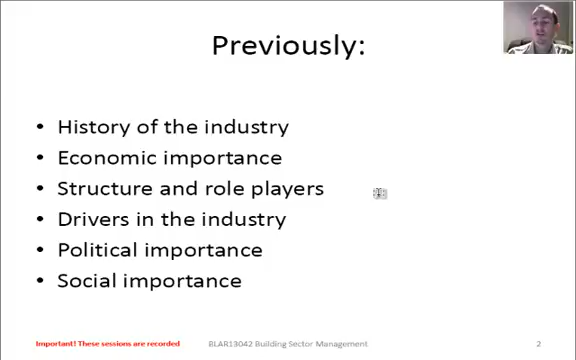 Previously:
• History of the industry
• Economic importance
• Structure and role players
• Drivers in the industry
• Political importance
• Social importance
Important! These sessions are recorded
BLAR13042 Building Sector Management
2